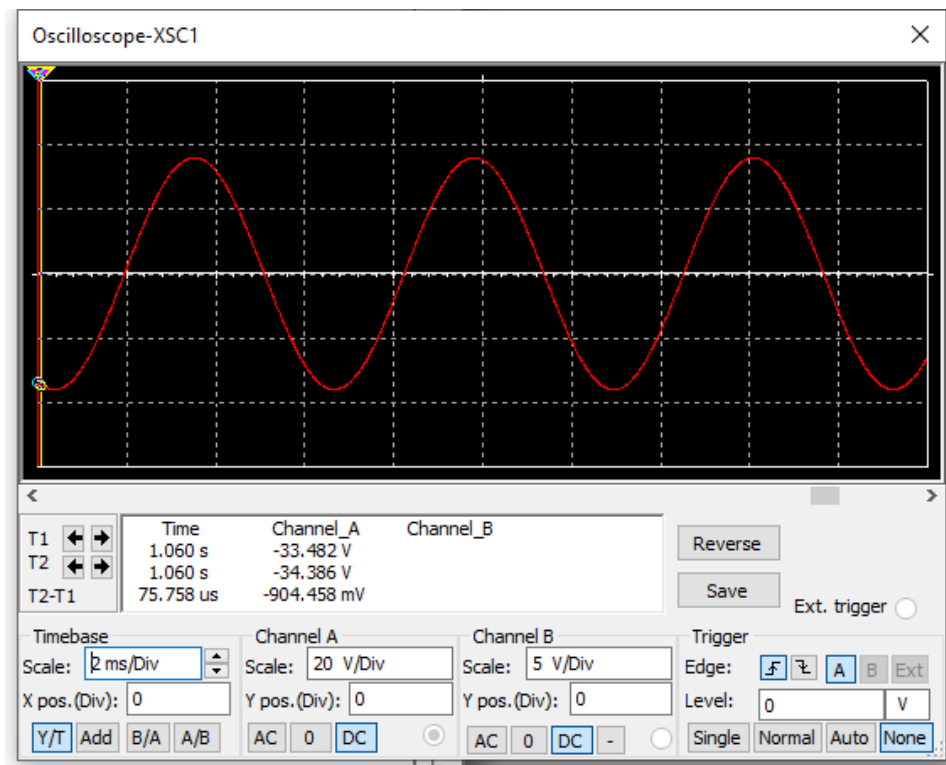 Oscilloscope-XSC1
Time Channel_A Channel_B
T1 1.060 s -33.482 V
T2 1.060 s -34.386 V
T2-T1 75.758 us -904.458 mV
Reverse
Save
Ext. trigger
Timebase
Scale: 2 ms/Div
X pos.(Div): 0
Y/T Add B/A A/B
Channel A
Scale: 20 V/Div
Y pos.(Div): 0
AC 0 DC
Channel B
Scale: 5 V/Div
Y pos.(Div): 0
AC 0 DC -
Trigger
Edge: A B Ext
Level: 0 V
Single Normal Auto None